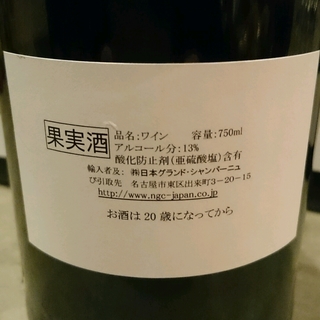 果実酒
品名:ワイン 容量:750ml
アルコール分:13%
酸化防止剤(亜硫酸塩)含有
輸入者及: ㈱日本グランド・シャンパーニュ
び引取先 名古屋市東区出来町3-20-15
http://www.ngc-japan.co.jp
お酒は20歳になってから